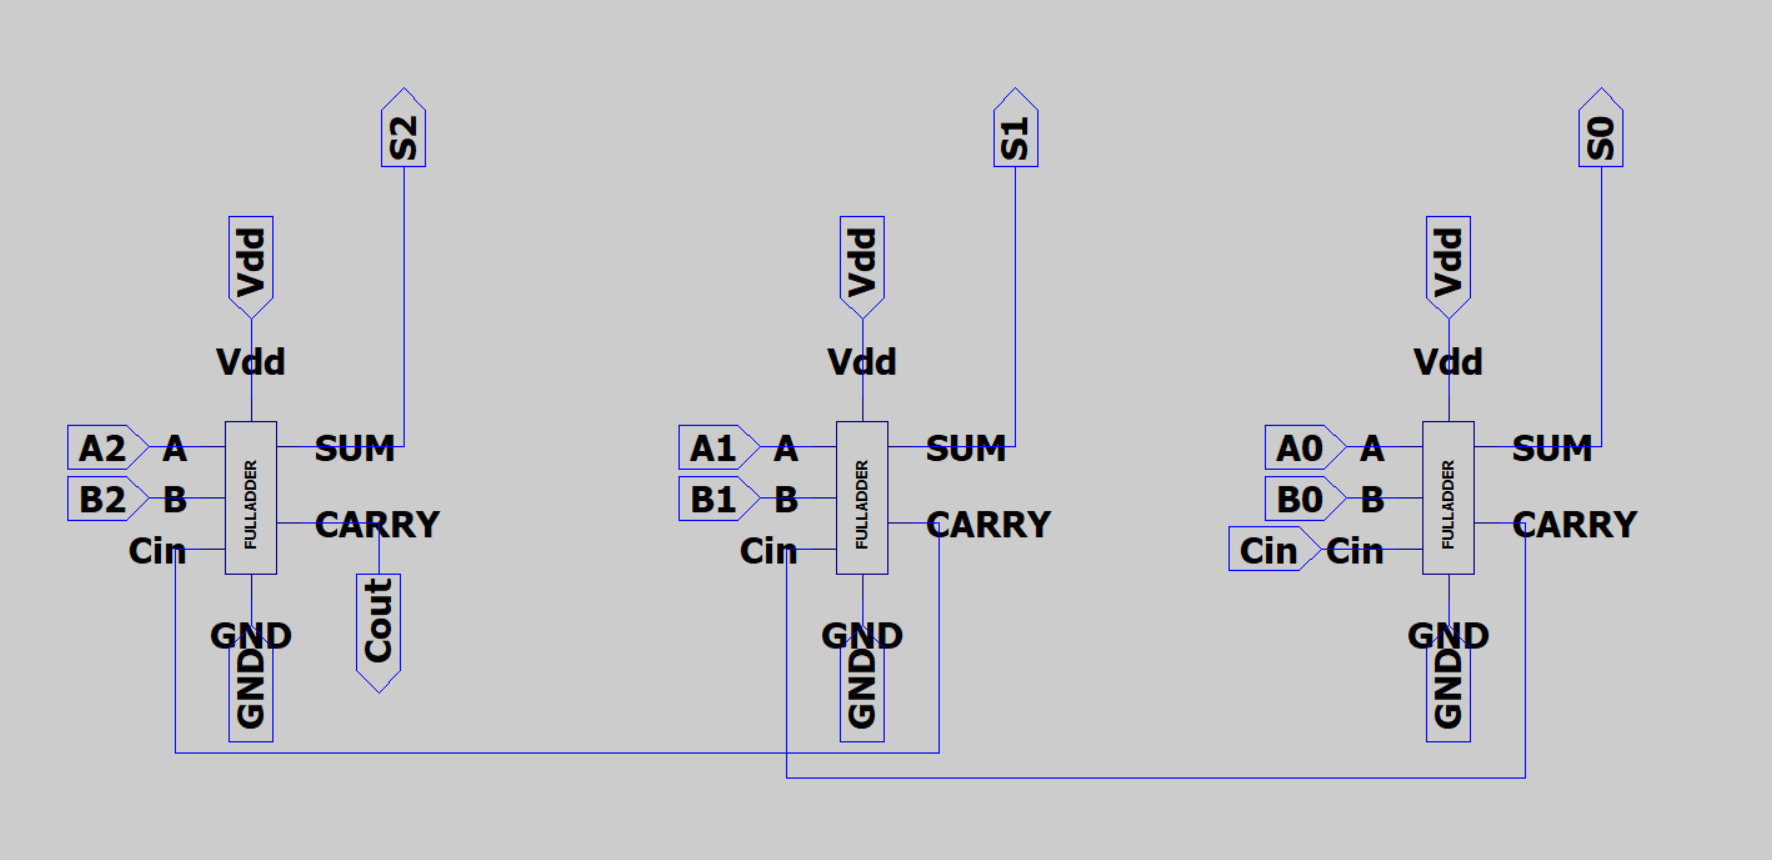 S2
S1
S0
Vdd
Vdd
Vdd
Vdd
Vdd
Vdd
A2
A
SUM
A1
A
SUM
A0
A
SUM
FULLADDER
FULLADDER
FULLADDER
B2
B
B1
B
B0
B
CARRY
CARRY
CARRY
Cin
Cin
Cin
Cin
Cout
GND
GND
GND
GND
GND
GND